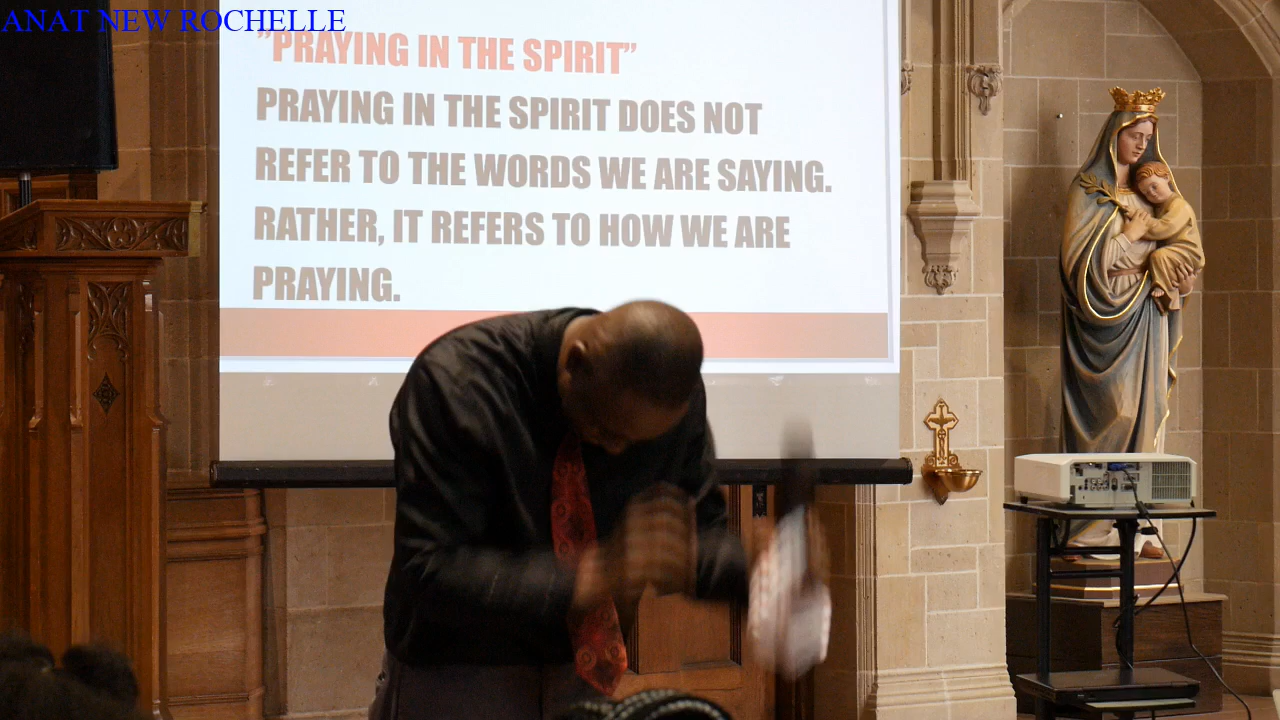 ANAT NEW ROCHELLE
"PRAYING IN THE SPIRIT"
PRAYING IN THE SPIRIT DOES NOT
REFER TO THE WORDS WE ARE SAYING.
RATHER, IT REFERS TO HOW WE ARE
PRAYING.